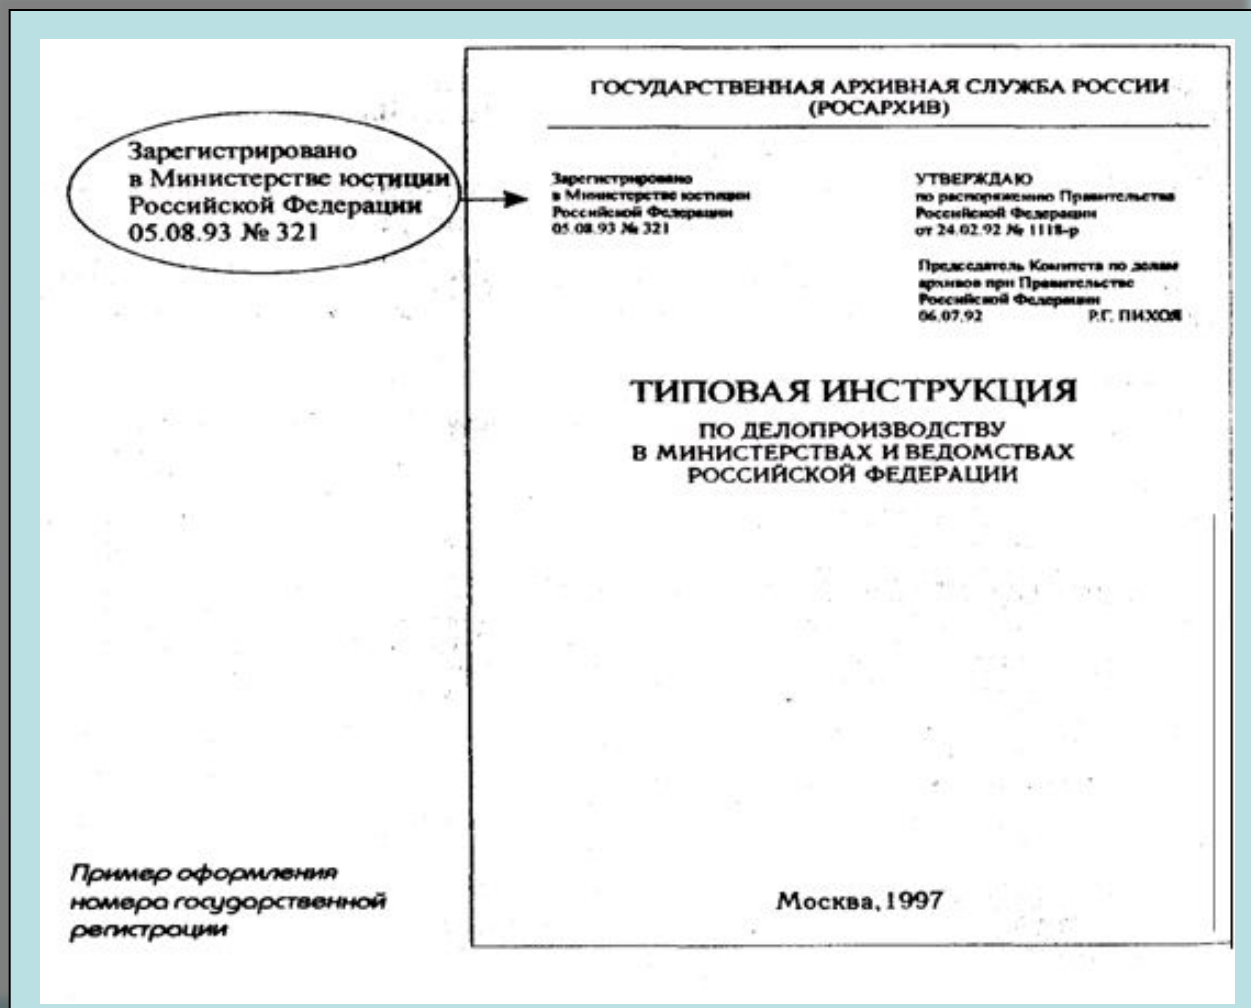 Зарегистрировано
в Министерстве юстиции
Российской Федерации
05.08.93 № 321
ГОСУДАРСТВЕННАЯ АРХИВНАЯ СЛУЖБА РОССИИ
(РОСАРХИВ)
Зарегистрировано
в Министерстве юстиции
Российской Федерации
05.08.93 № 321
УТВЕРЖДАЮ
по распоряжению Правительства
Российской Федерации
от 24.02.92 № 1118-р
Председатель Комитета по делам
архивов при Правительстве
Российской Федерации
06.07.92 Р.Г. ПИХОЯ
ТИПОВАЯ ИНСТРУКЦИЯ
ПО ДЕЛОПРОИЗВОДСТВУ
В МИНИСТЕРСТВАХ И ВЕДОМСТВАХ
РОССИЙСКОЙ ФЕДЕРАЦИИ
Москва, 1997
Пример оформления
номера государственной
регистрации